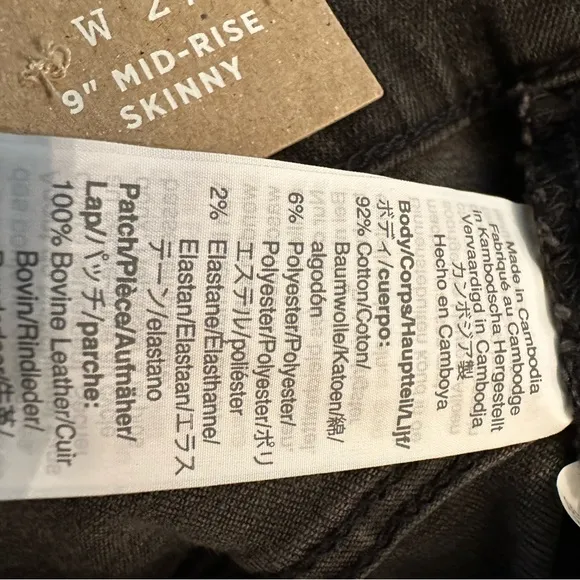 9" MID-RISE
SKINNY
Made in Cambodia
Fabriqué au Cambodge
in Kambodscha Hergestellt
カンボジア製
Vervaardigd in Cambodja
Hecho en Camboya
Body/Corps/Hauptteil/Lijf/
ボディ/cuerpo:
92% Cotton/Coton/
Baumwolle/Katoen/綿/
algodón
6% Polyester/Polyester/
Polyester/Polyester/ポリ
エステル/poliéster
2% Elastane/Élasthanne/
Elastan/Elastaan/エラス
テーン/elastano
Patch/Pièce/Aufnäher/
Lap/パッチ/parche:
100% Bovine Leather/Cuir
Bovin/Rindleder/